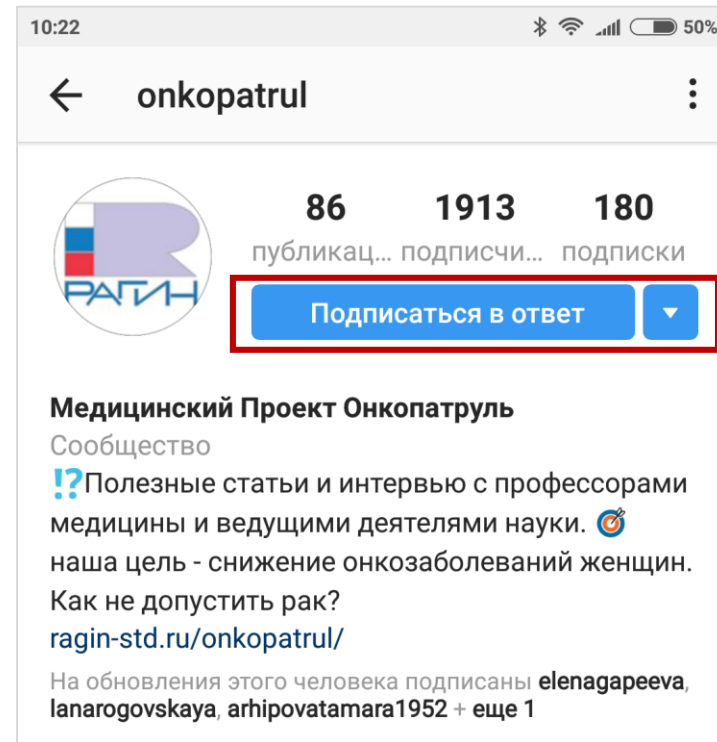 10:22
50%
onkopatrul
86 1913 180
публикац... подписчи... подписки
РАГИН
Подписаться в ответ
Медицинский Проект Онкопатруль
Сообщество
⁉️Полезные статьи и интервью с профессорами
медицины и ведущими деятелями науки. 🎯
наша цель - снижение онкозаболеваний женщин.
Как не допустить рак?
ragin-std.ru/onkopatrul/
На обновления этого человека подписаны elenagapeeva,
lanarogovskaya, arhipovatamara1952 + еще 1